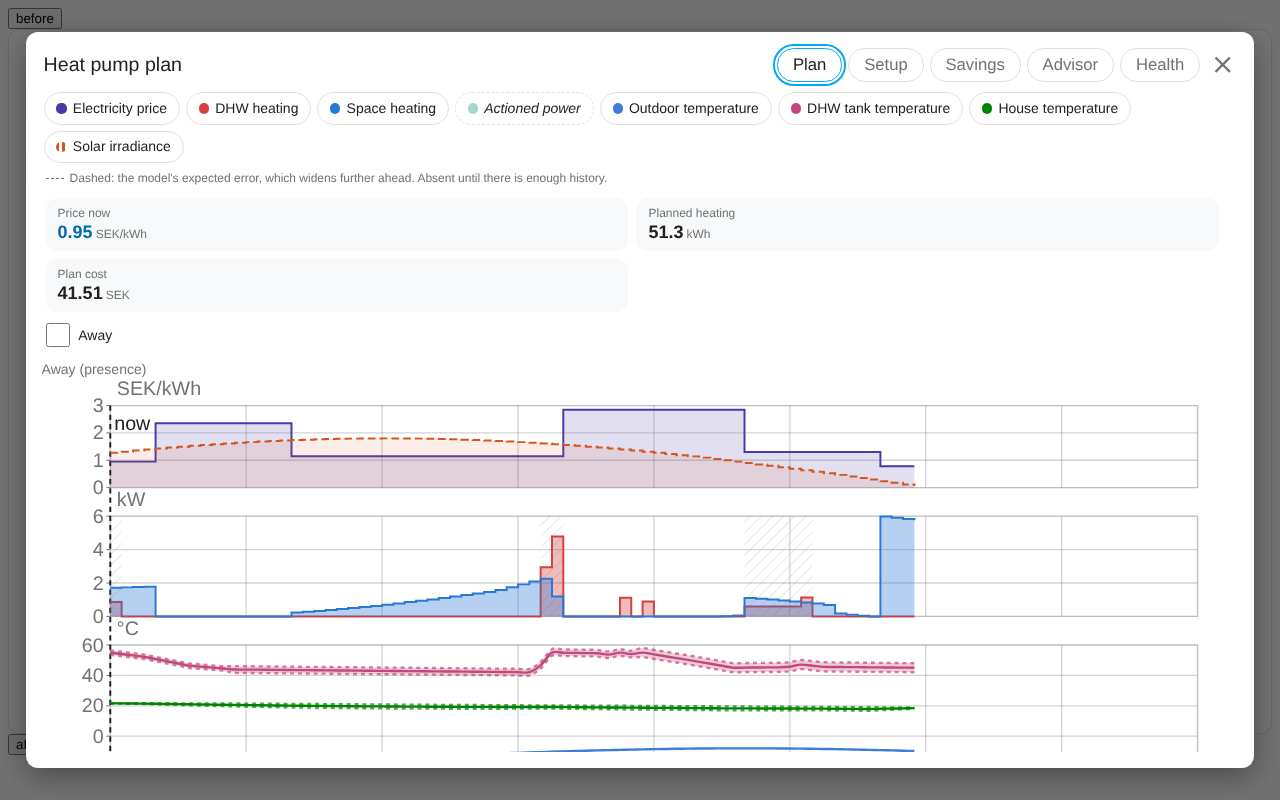 before
Heat pump plan
Plan
Setup
Savings
Advisor
Health
Electricity price
DHW heating
Space heating
Actioned power
Outdoor temperature
DHW tank temperature
House temperature
Solar irradiance
Dashed: the model's expected error, which widens further ahead. Absent until there is enough history.
Price now
0.95 SEK/kWh
Planned heating
51.3 kWh
Plan cost
41.51 SEK
Away
Away (presence)
SEK/kWh
3
now
2
1
0
kW
6
4
2
0
°C
60
40
20
0